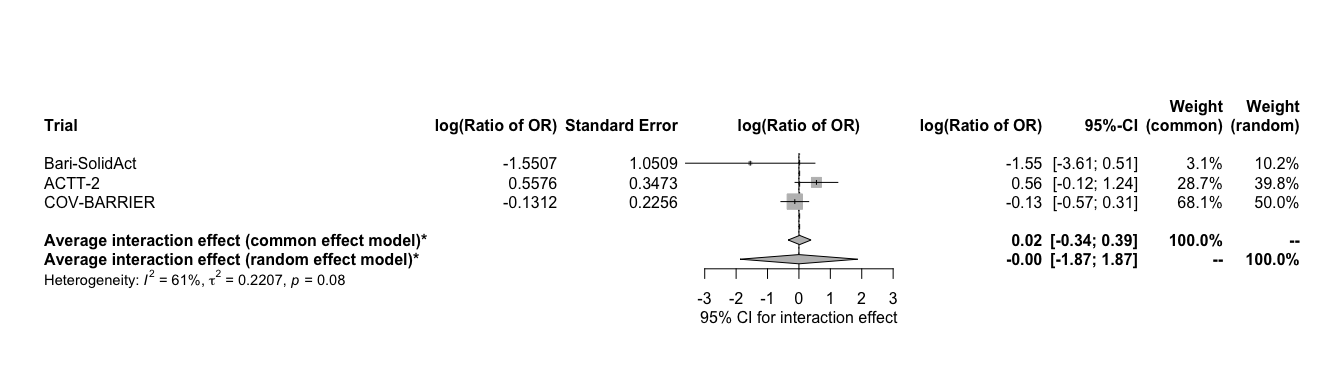 Weight Weight
Trial log(Ratio of OR) Standard Error log(Ratio of OR) log(Ratio of OR) 95%-CI (common) (random)
Bari-SolidAct -1.5507 1.0509 -1.55 [-3.61; 0.51] 3.1% 10.2%
ACTT-2 0.5576 0.3473 0.56 [-0.12; 1.24] 28.7% 39.8%
COV-BARRIER -0.1312 0.2256 -0.13 [-0.57; 0.31] 68.1% 50.0%
Average interaction effect (common effect model)* 0.02 [-0.34; 0.39] 100.0% --
Average interaction effect (random effect model)* -0.00 [-1.87; 1.87] -- 100.0%
Heterogeneity: I² = 61%, τ² = 0.2207, p = 0.08
-3 -2 -1 0 1 2 3
95% CI for interaction effect